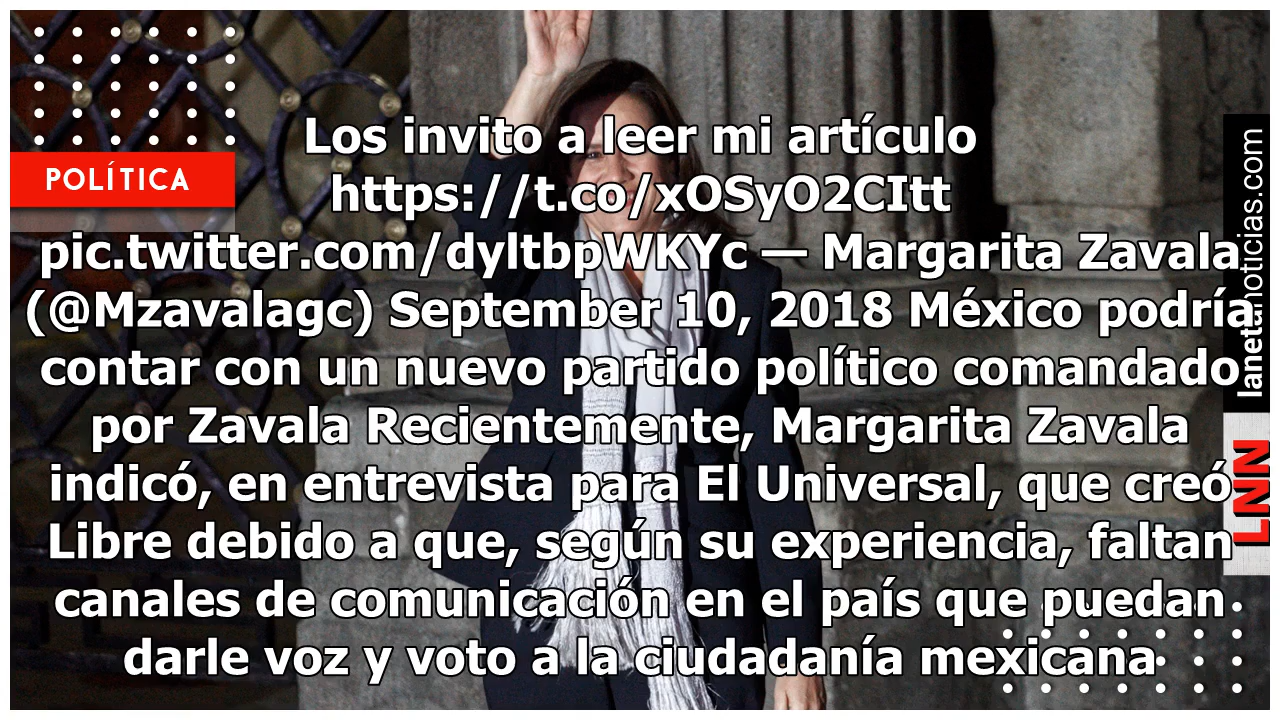 POLÍTICA
Los invito a leer mi artículo
https://t.co/xOSyO2CItt
pic.twitter.com/dyltbpWKYc — Margarita Zavala
(@Mzavalagc) September 10, 2018 México podría
contar con un nuevo partido político comandado
por Zavala Recientemente, Margarita Zavala
indicó, en entrevista para El Universal, que creó
Libre debido a que, según su experiencia, faltan
canales de comunicación en el país que puedan
darle voz y voto a la ciudadanía mexicana
lanetanoticias.com
LNN